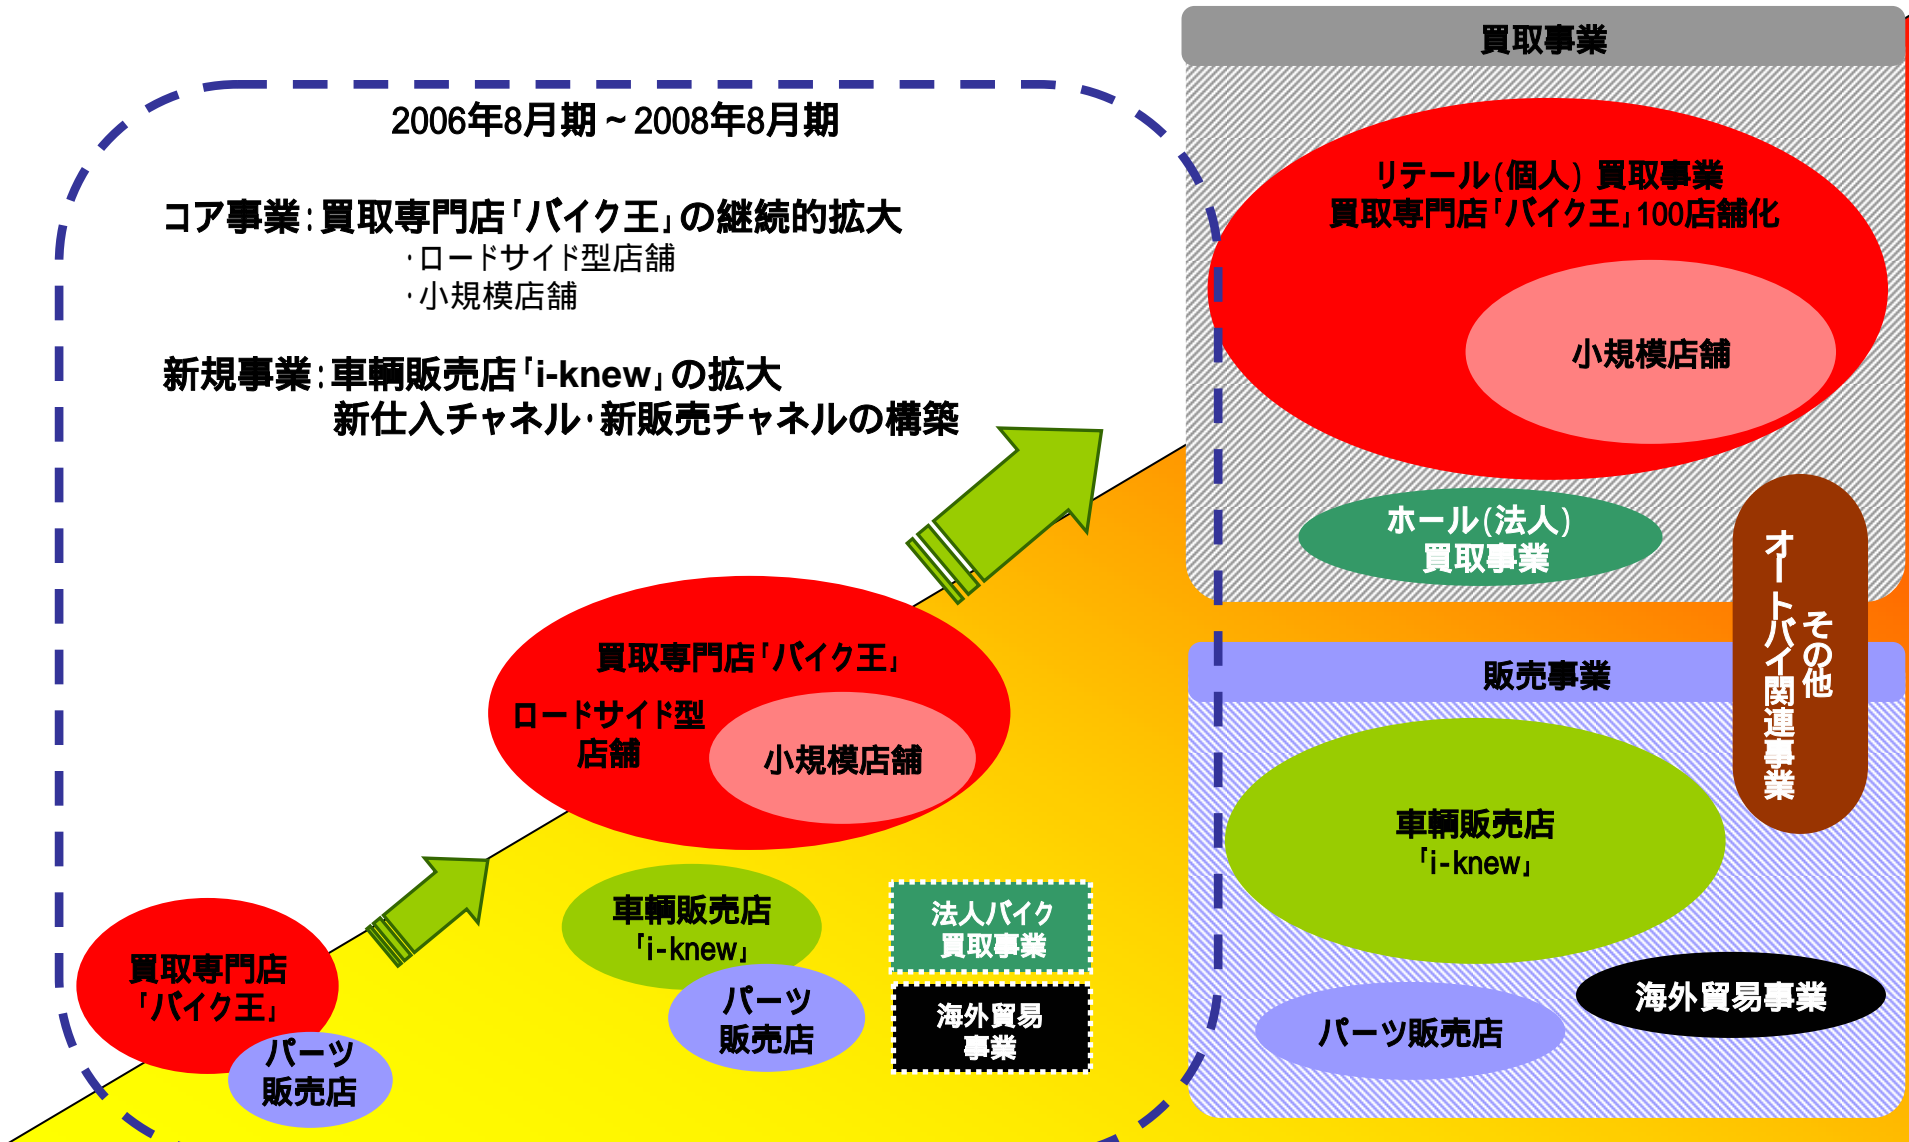 2006年8月期~2008年8月期
コア事業:買取専門店「バイク王」の継続的拡大
・ロードサイド型店舗
・小規模店舗
新規事業:車輌販売店「i-knew」の拡大
新仕入チャネル・新販売チャネルの構築
買取専門店
「バイク王」
パーツ
販売店
買取専門店「バイク王」
ロードサイド型
店舗
小規模店舗
車輌販売店
「i-knew」
パーツ
販売店
法人バイク
買取事業
海外貿易
事業
買取事業
リテール(個人) 買取事業
買取専門店「バイク王」100店舗化
小規模店舗
ホール(法人)
買取事業
その他
オートバイ関連事業
販売事業
車輌販売店
「i-knew」
海外貿易事業
パーツ販売店